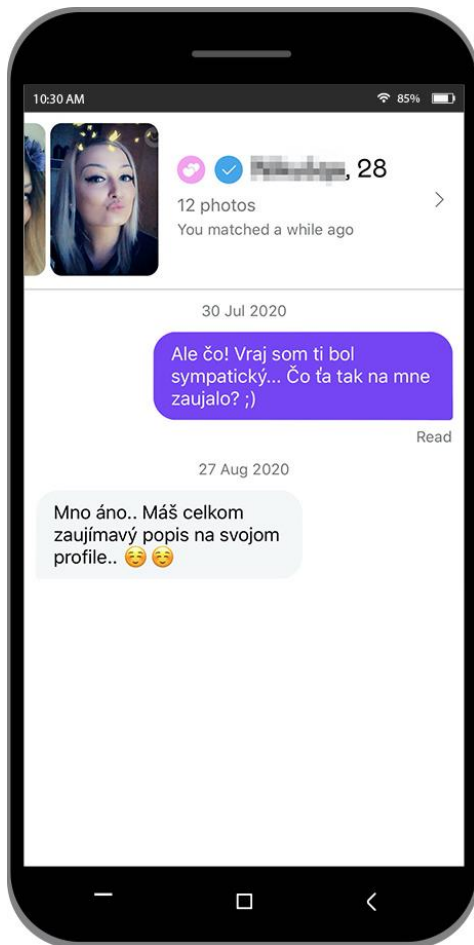 10:30 AM 85%
, 28
12 photos
You matched a while ago
30 Jul 2020
Ale čo! Vraj som ti bol
sympatický... Čo ťa tak na mne
zaujalo? ;)
Read
27 Aug 2020
Mno áno.. Máš celkom
zaujímavý popis na svojom
profile.. ☺️ ☺️